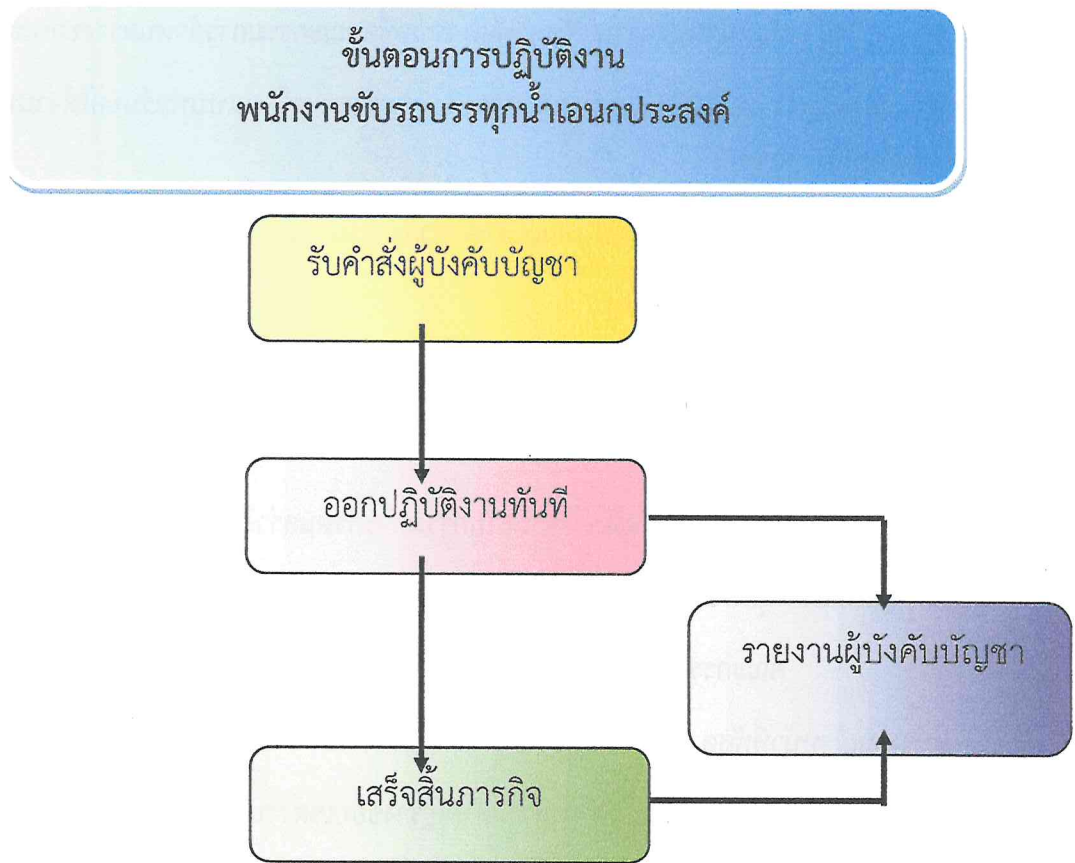 ขั้นตอนการปฏิบัติงาน
พนักงานขับรถบรรทุกน้ำเอนกประสงค์
รับคำสั่งผู้บังคับบัญชา
ออกปฏิบัติงานทันที
รายงานผู้บังคับบัญชา
เสร็จสิ้นภารกิจ